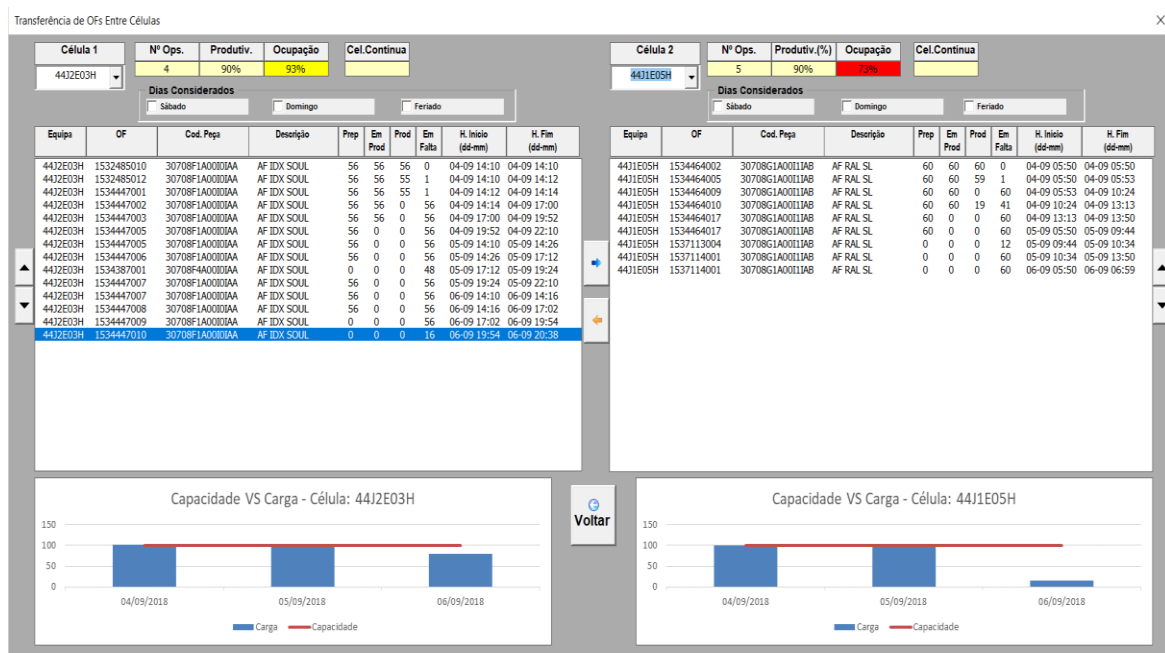 Transferência de OFs Entre Células
X
Célula 1 Nº Ops. Produtiv. Ocupação Cel.Continua
44J2E03H 4 90% 93%
Dias Considerados
Sábado Domingo Feriado
Equipa OF Cod. Peça Descrição Prep Em Prod Prod Em Falta H. Inicio (dd-mm) H. Fim (dd-mm)
44J2E03H 1532485010 30708F1A00I0IAA AF IDX SOUL 56 56 56 0 04-09 14:10 04-09 14:10
44J2E03H 1532485012 30708F1A00I0IAA AF IDX SOUL 56 56 55 1 04-09 14:10 04-09 14:12
44J2E03H 1534447001 30708F1A00I0IAA AF IDX SOUL 56 56 55 1 04-09 14:12 04-09 14:14
44J2E03H 1534447002 30708F1A00I0IAA AF IDX SOUL 56 56 0 56 04-09 14:14 04-09 17:00
44J2E03H 1534447003 30708F1A00I0IAA AF IDX SOUL 56 56 0 56 04-09 17:00 04-09 19:52
44J2E03H 1534447005 30708F1A00I0IAA AF IDX SOUL 56 0 0 56 04-09 19:52 04-09 22:10
44J2E03H 1534447005 30708F1A00I0IAA AF IDX SOUL 56 0 0 56 05-09 14:10 05-09 14:26
44J2E03H 1534447006 30708F1A00I0IAA AF IDX SOUL 56 0 0 56 05-09 14:26 05-09 17:12
44J2E03H 1534387001 30708F4A00I0IAA AF IDX SOUL 0 0 0 48 05-09 17:12 05-09 19:24
44J2E03H 1534447007 30708F1A00I0IAA AF IDX SOUL 56 0 0 56 05-09 19:24 05-09 22:10
44J2E03H 1534447007 30708F1A00I0IAA AF IDX SOUL 56 0 0 56 06-09 14:10 06-09 14:16
44J2E03H 1534447008 30708F1A00I0IAA AF IDX SOUL 56 0 0 56 06-09 14:16 06-09 17:02
44J2E03H 1534447009 30708F1A00I0IAA AF IDX SOUL 0 0 0 56 06-09 17:02 06-09 19:54
44J2E03H 1534447010 30708F1A00I0IAA AF IDX SOUL 0 0 0 16 06-09 19:54 06-09 20:38
Célula 2 Nº Ops. Produtiv.(%) Ocupação Cel.Continua
44J1E05H 5 90% 73%
Dias Considerados
Sábado Domingo Feriado
Equipa OF Cod. Peça Descrição Prep Em Prod Prod Em Falta H. Inicio (dd-mm) H. Fim (dd-mm)
44J1E05H 1534464002 30708G1A00I1IAB AF RAL SL 60 60 60 0 04-09 05:50 04-09 05:50
44J1E05H 1534464005 30708G1A00I1IAB AF RAL SL 60 60 59 1 04-09 05:50 04-09 05:53
44J1E05H 1534464009 30708G1A00I1IAB AF RAL SL 60 60 0 60 04-09 05:53 04-09 10:24
44J1E05H 1534464010 30708G1A00I1IAB AF RAL SL 60 60 19 41 04-09 10:24 04-09 13:13
44J1E05H 1534464017 30708G1A00I1IAB AF RAL SL 60 0 0 60 04-09 13:13 04-09 13:50
44J1E05H 1534464017 30708G1A00I1IAB AF RAL SL 60 0 0 60 05-09 05:50 05-09 09:44
44J1E05H 1537113004 30708G1A00I1IAB AF RAL SL 0 0 0 12 05-09 09:44 05-09 10:34
44J1E05H 1537114001 30708G1A00I1IAB AF RAL SL 0 0 0 60 05-09 10:34 05-09 13:50
44J1E05H 1537114001 30708G1A00I1IAB AF RAL SL 0 0 0 60 06-09 05:50 06-09 06:59
Capacidade VS Carga - Célula: 44J2E03H
150
100
50
0
04/09/2018 05/09/2018 06/09/2018
Carga Capacidade
Voltar
Capacidade VS Carga - Célula: 44J1E05H
150
100
50
0
04/09/2018 05/09/2018 06/09/2018
Carga Capacidade